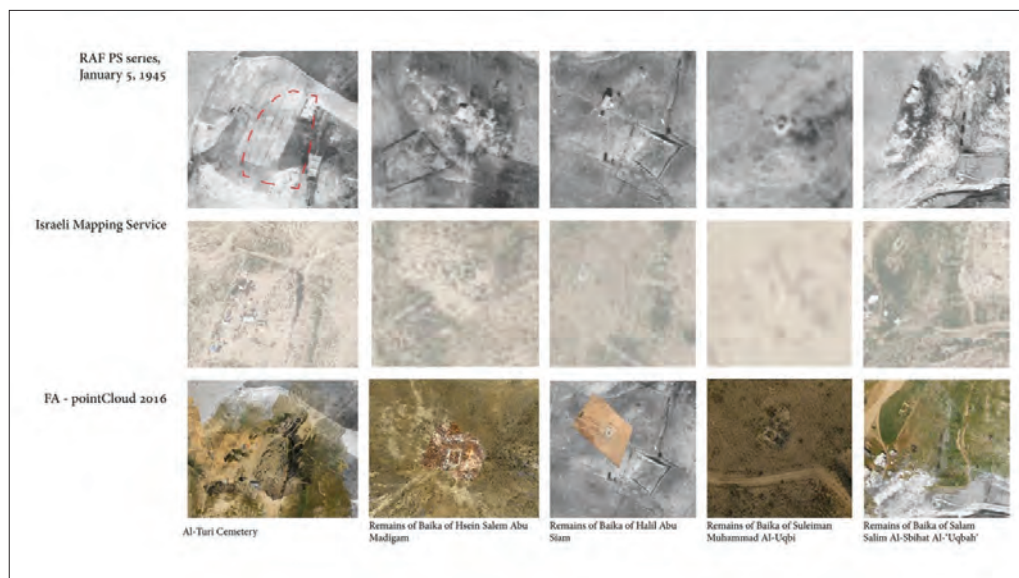 RAF PS series,
January 5, 1945
Israeli Mapping Service
FA - pointCloud 2016
Al-Turi Cemetery
Remains of Baika of Hsein Salem Abu
Madigam
Remains of Baika of Halil Abu
Siam
Remains of Baika of Suleiman
Muhammad Al-Uqbi
Remains of Baika of Salam
Salim Al-Sbihat Al-'Uqbah'